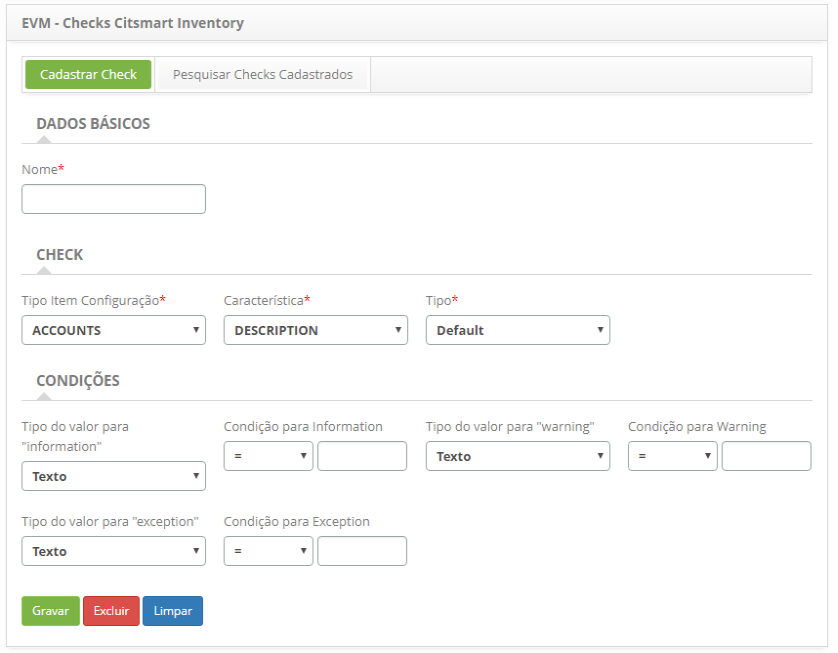 EVM - Checks Citsmart Inventory
Cadastrar Check Pesquisar Checks Cadastrados
DADOS BÁSICOS
Nome*
CHECK
Tipo Item Configuração* Característica* Tipo*
ACCOUNTS DESCRIPTION Default
CONDIÇÕES
Tipo do valor para "information" Condição para Information Tipo do valor para "warning" Condição para Warning
Texto = Texto =
Tipo do valor para "exception" Condição para Exception
Texto =
Gravar Excluir Limpar